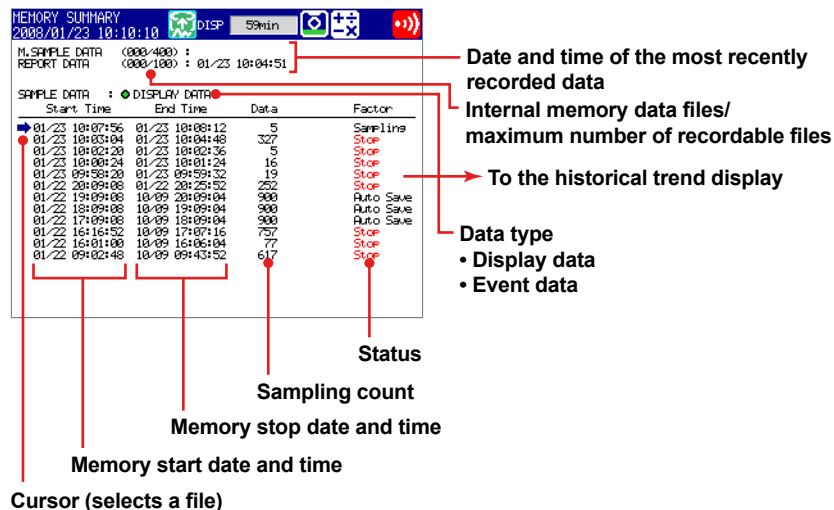 MEMORY SUMMARY
2008/01/23 10:10:10 DISP 59min
M.SAMPLE DATA (000/400) :
REPORT DATA (000/100) : 01/23 10:04:51
SAMPLE DATA : DISPLAY DATA
Start Time End Time Data Factor
01/23 10:07:56 01/23 10:08:12 5 Sampling
01/23 10:03:04 01/23 10:04:48 327 Stop
01/23 10:02:20 01/23 10:02:36 5 Stop
01/23 10:00:24 01/23 10:01:24 16 Stop
01/23 09:58:20 01/23 09:59:32 19 Stop
01/22 20:09:08 01/22 20:25:52 252 Stop
01/22 19:09:08 10/09 20:09:04 900 Auto Save
01/22 18:09:08 10/09 19:09:04 900 Auto Save
01/22 17:09:08 10/09 18:09:04 900 Auto Save
01/22 16:16:52 10/09 17:07:16 757 Stop
01/22 16:01:00 10/09 16:06:04 77 Stop
01/22 09:02:48 10/09 09:43:52 617 Stop
Date and time of the most recently
recorded data
Internal memory data files/
maximum number of recordable files
To the historical trend display
Data type
• Display data
• Event data
Status
Sampling count
Memory stop date and time
Memory start date and time
Cursor (selects a file)